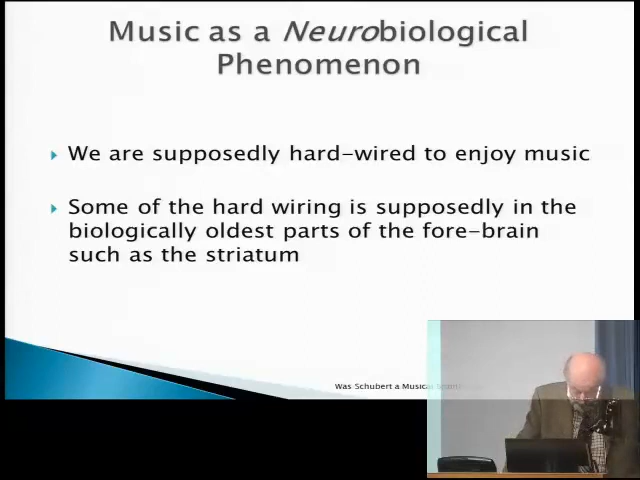 Music as a Neurobiological
Phenomenon
We are supposedly hard-wired to enjoy music
Some of the hard wiring is supposedly in the
biologically oldest parts of the fore-brain
such as the striatum
Was Schubert a Musical